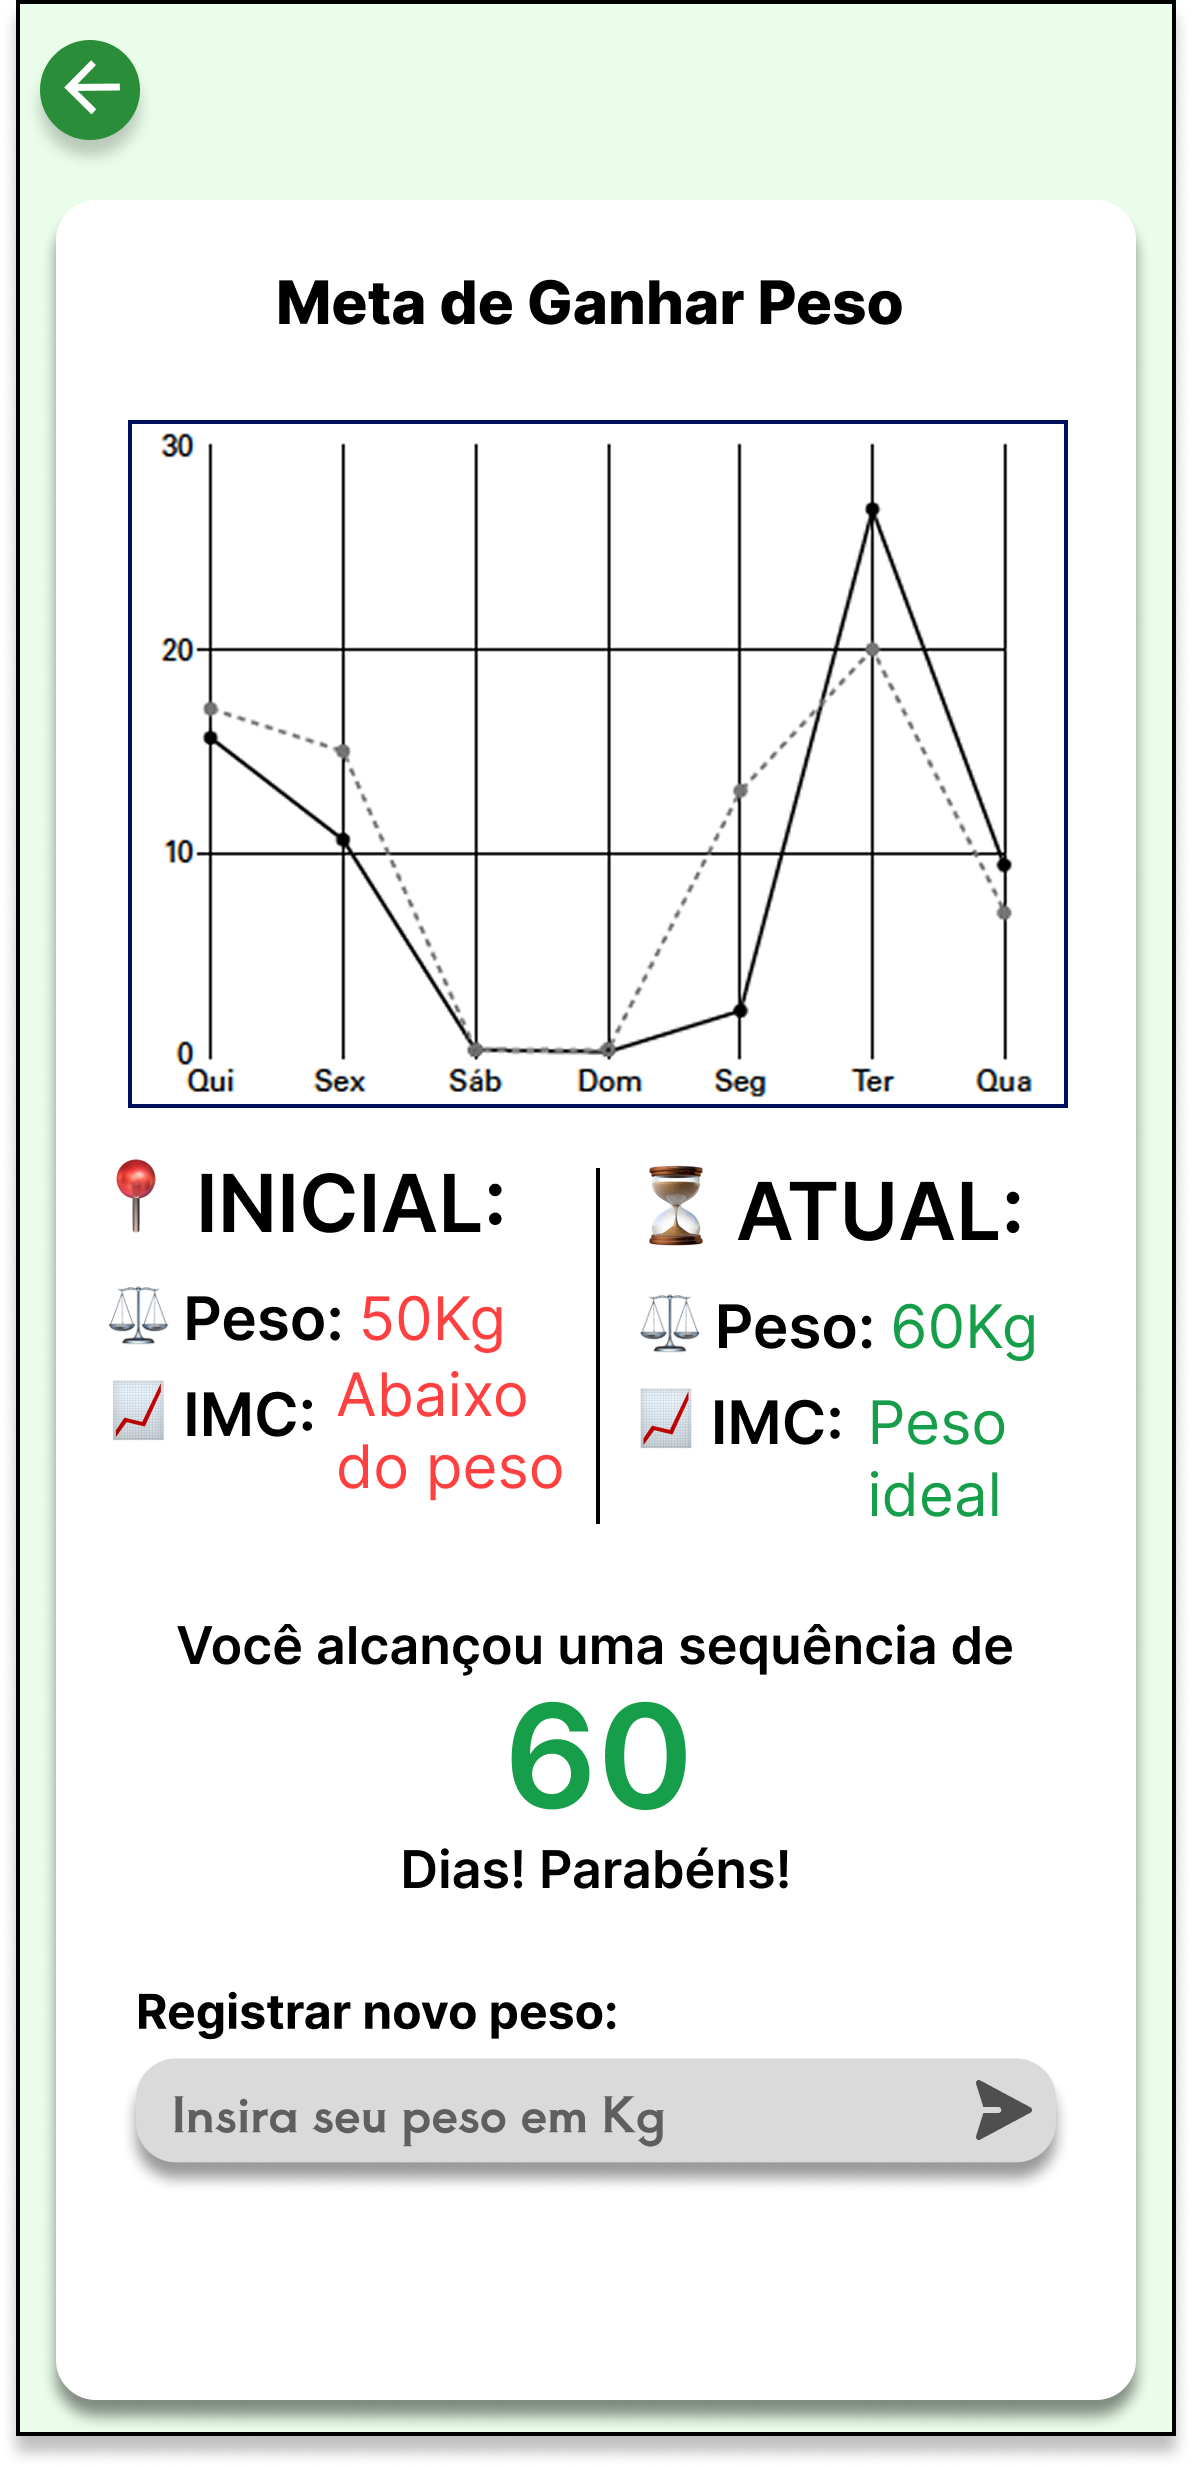 Meta de Ganhar Peso
30
20
10
0
Qui Sex Sáb Dom Seg Ter Qua
INICIAL:
Peso: 50Kg
IMC: Abaixo
do peso
ATUAL:
Peso: 60Kg
IMC: Peso
ideal
Você alcançou uma sequência de
60
Dias! Parabéns!
Registrar novo peso:
Insira seu peso em Kg